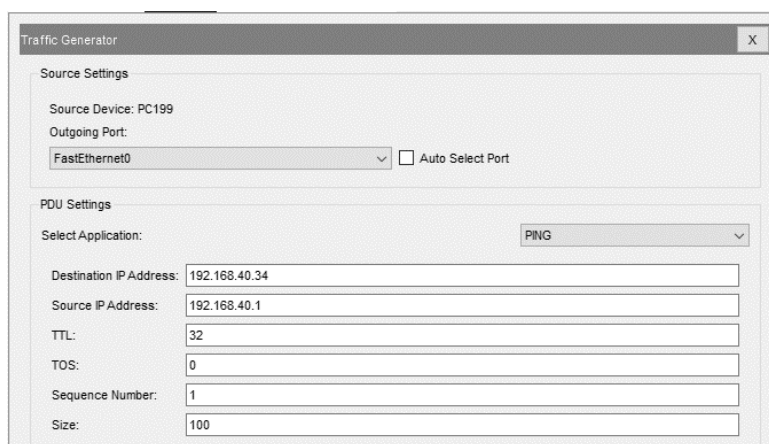 Traffic Generator X
Source Settings
Source Device: PC199
Outgoing Port:
FastEthernet0 Auto Select Port
PDU Settings
Select Application: PING
Destination IP Address: 192.168.40.34
Source IP Address: 192.168.40.1
TTL: 32
TOS: 0
Sequence Number: 1
Size: 100